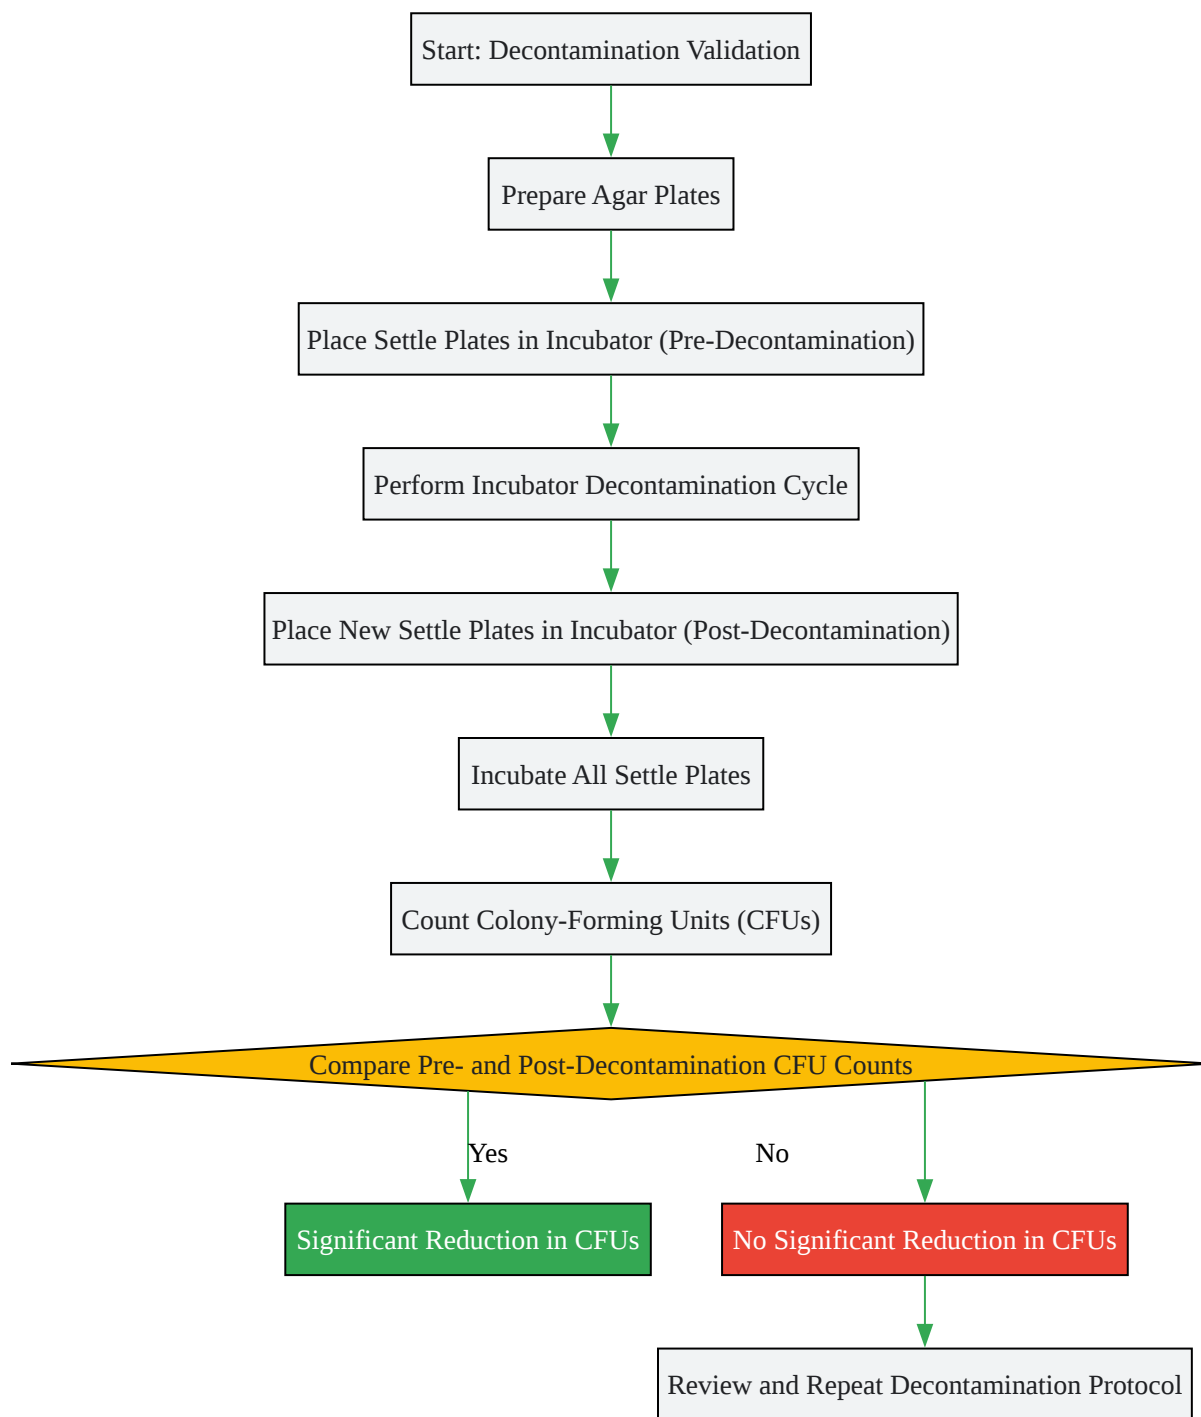 Start: Decontamination Validation
Prepare Agar Plates
Place Settle Plates in Incubator (Pre-Decontamination)
Perform Incubator Decontamination Cycle
Place New Settle Plates in Incubator (Post-Decontamination)
Incubate All Settle Plates
Count Colony-Forming Units (CFUs)
Compare Pre- and Post-Decontamination CFU Counts
Yes
No
Significant Reduction in CFUs
No Significant Reduction in CFUs
Review and Repeat Decontamination Protocol